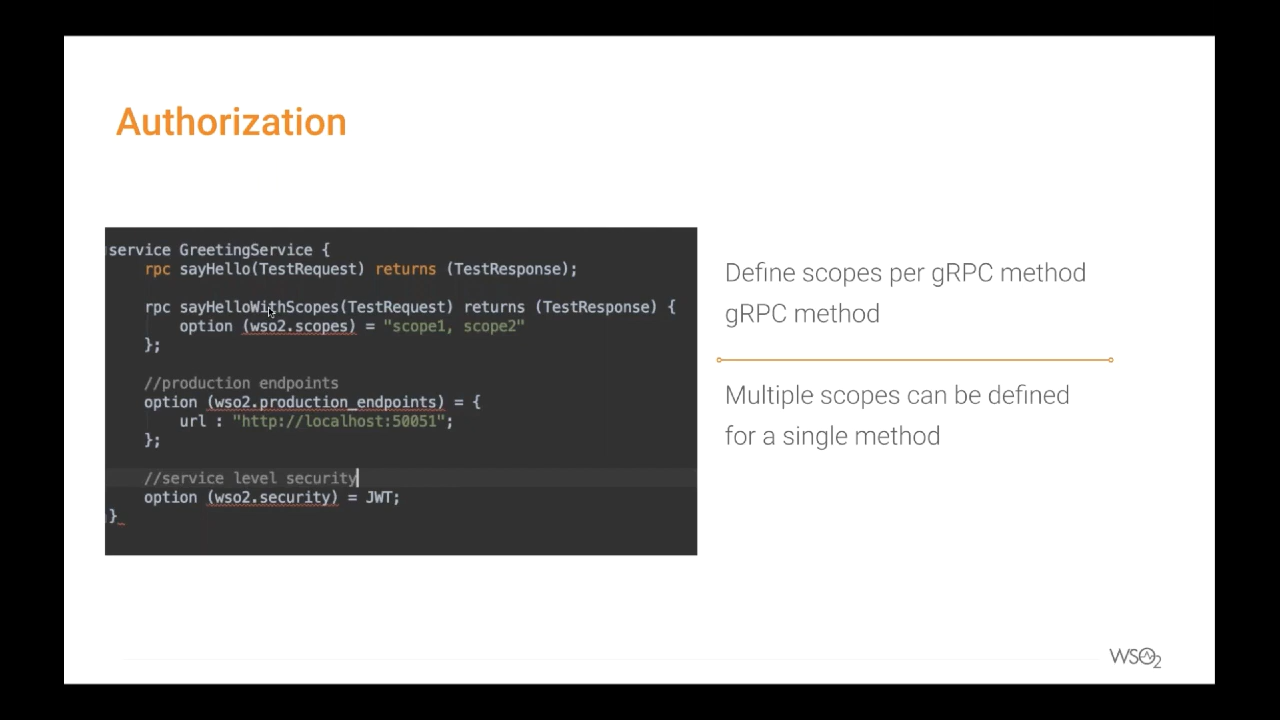 Authorization
service GreetingService {
rpc sayHello(TestRequest) returns (TestResponse);
rpc sayHelloWithScopes(TestRequest) returns (TestResponse) {
option (wso2.scopes) = "scope1, scope2"
};
//production endpoints
option (wso2.production_endpoints) = {
url : "http://localhost:50051";
};
//service level security
option (wso2.security) = JWT;
}
Define scopes per gRPC method
gRPC method
Multiple scopes can be defined
for a single method
WSO2